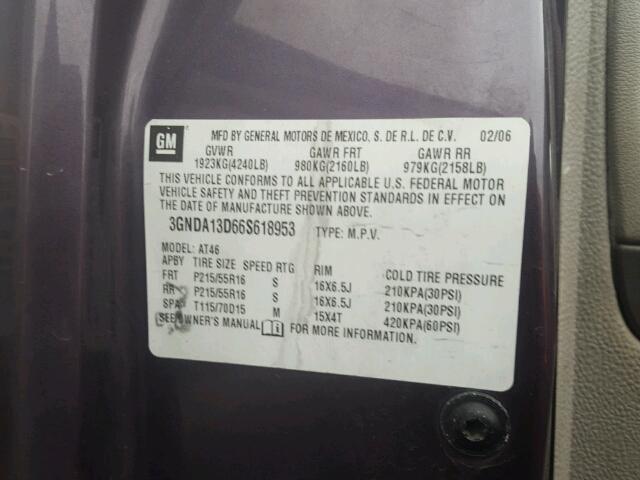 GM
MFD BY GENERAL MOTORS DE MEXICO, S. DE R.L. DE C.V. 02/06
GVWR GAWR FRT GAWR RR
1923KG(4240LB) 980KG(2160LB) 979KG(2158LB)
THIS VEHICLE CONFORMS TO ALL APPLICABLE U.S. FEDERAL MOTOR
VEHICLE SAFETY AND THEFT PREVENTION STANDARDS IN EFFECT ON
THE DATE OF MANUFACTURE SHOWN ABOVE.
3GNDA13D66S618953 TYPE: M.P.V.
MODEL: AT46
APBY TIRE SIZE SPEED RTG RIM COLD TIRE PRESSURE
FRT P215/55R16 S 16X6.5J 210KPA(30PSI)
RR P215/55R16 S 16X6.5J 210KPA(30PSI)
SPA T115/70D15 M 15X4T 420KPA(60PSI)
SEE OWNER'S MANUAL FOR MORE INFORMATION.